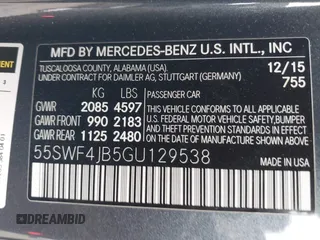 MFD BY MERCEDES-BENZ U.S. INTL., INC
TUSCALOOSA COUNTY, ALABAMA (USA) 12/15
UNDER CONTRACT FOR DAIMLER AG, STUTTGART (GERMANY) 755
KG LBS PASSENGER CAR
GVWR 2085 4597
GAWR FRONT 990 2183
GAWR REAR 1125 2480
THIS VEHICLE CONFORMS TO ALL
APPLICABLE U.S. FEDERAL MOTOR
VEHICLE SAFETY, BUMPER, AND
THEFT PREVENTION STANDARDS
IN EFFECT ON THE DATE OF
MANUFACTURE SHOWN ABOVE.
55SWF4JB5GU129538
DREAMBID